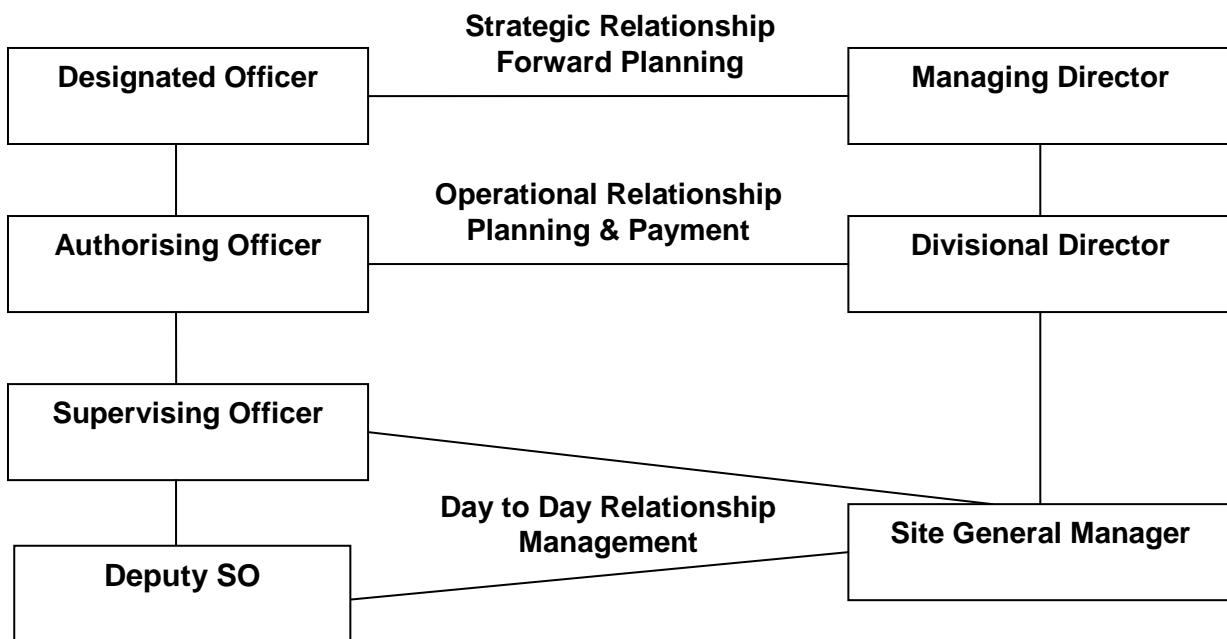 Strategic Relationship
Forward Planning
Designated Officer
Managing Director
Operational Relationship
Planning & Payment
Authorising Officer
Divisional Director
Supervising Officer
Day to Day Relationship
Management
Site General Manager
Deputy SO